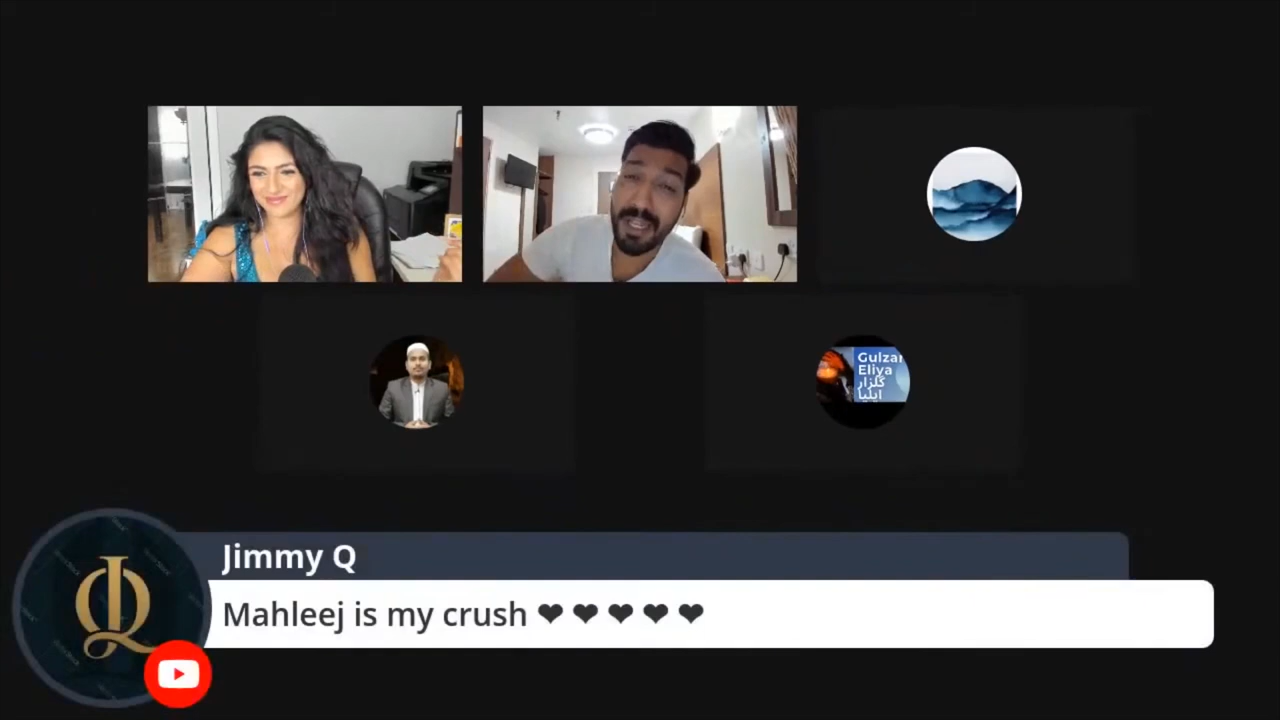 Gulzar
Eliya
گلزار
ایلیا
Jimmy Q
Mahleej is my crush ❤ ❤ ❤ ❤ ❤